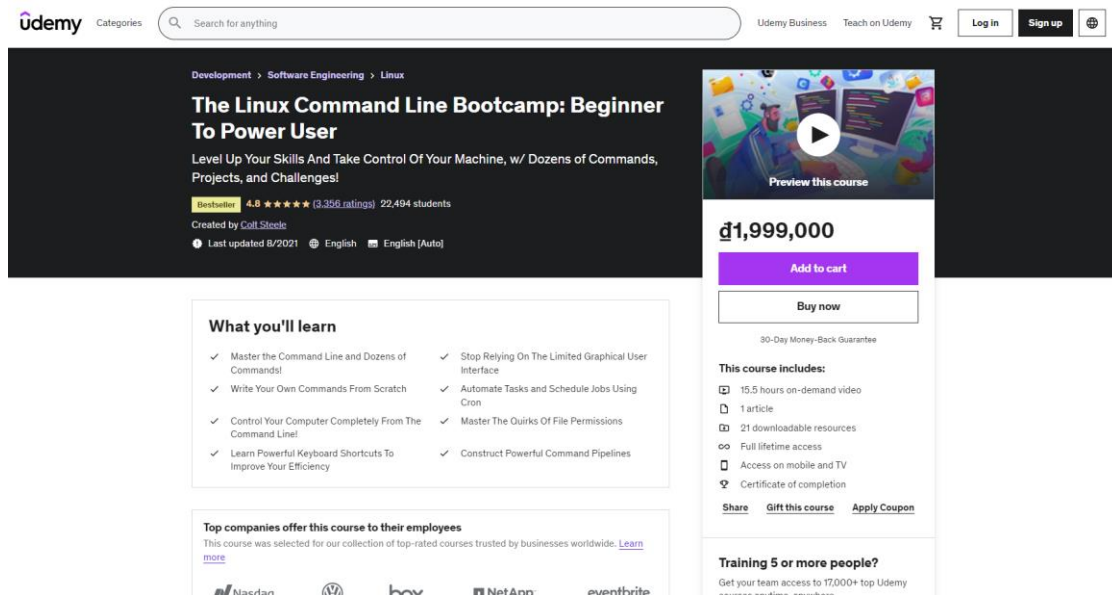 ûdemy
Categories
Search for anything
Udemy Business
Teach on Udemy
Log in
Sign up
Development > Software Engineering > Linux
The Linux Command Line Bootcamp: Beginner
To Power User
Level Up Your Skills And Take Control Of Your Machine, w/ Dozens of Commands,
Projects, and Challenges!
Bestseller 4.8 ★★★★★ (3,356 ratings) 22,494 students
Created by Colt Steele
Last updated 8/2021 English English [Auto]
Preview this course
₫1,999,000
Add to cart
Buy now
30-Day Money-Back Guarantee
This course includes:
15.5 hours on-demand video
1 article
21 downloadable resources
Full lifetime access
Access on mobile and TV
Certificate of completion
Share Gift this course Apply Coupon
Training 5 or more people?
Get your team access to 17,000+ top Udemy
courses anytime, anywhere.
What you'll learn
Master the Command Line and Dozens of
Commands!
Stop Relying On The Limited Graphical User
Interface
Write Your Own Commands From Scratch
Automate Tasks and Schedule Jobs Using
Cron
Control Your Computer Completely From The
Command Line!
Master The Quirks Of File Permissions
Learn Powerful Keyboard Shortcuts To
Improve Your Efficiency
Construct Powerful Command Pipelines
Top companies offer this course to their employees
This course was selected for our collection of top-rated courses trusted by businesses worldwide. Learn
more
Nasdaq
box
NetApp
eventbrite